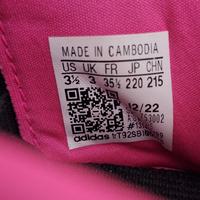 MADE IN CAMBODIA
US UK FR JP CHN
3½ 3 35½ 220 215
12/22
adidas